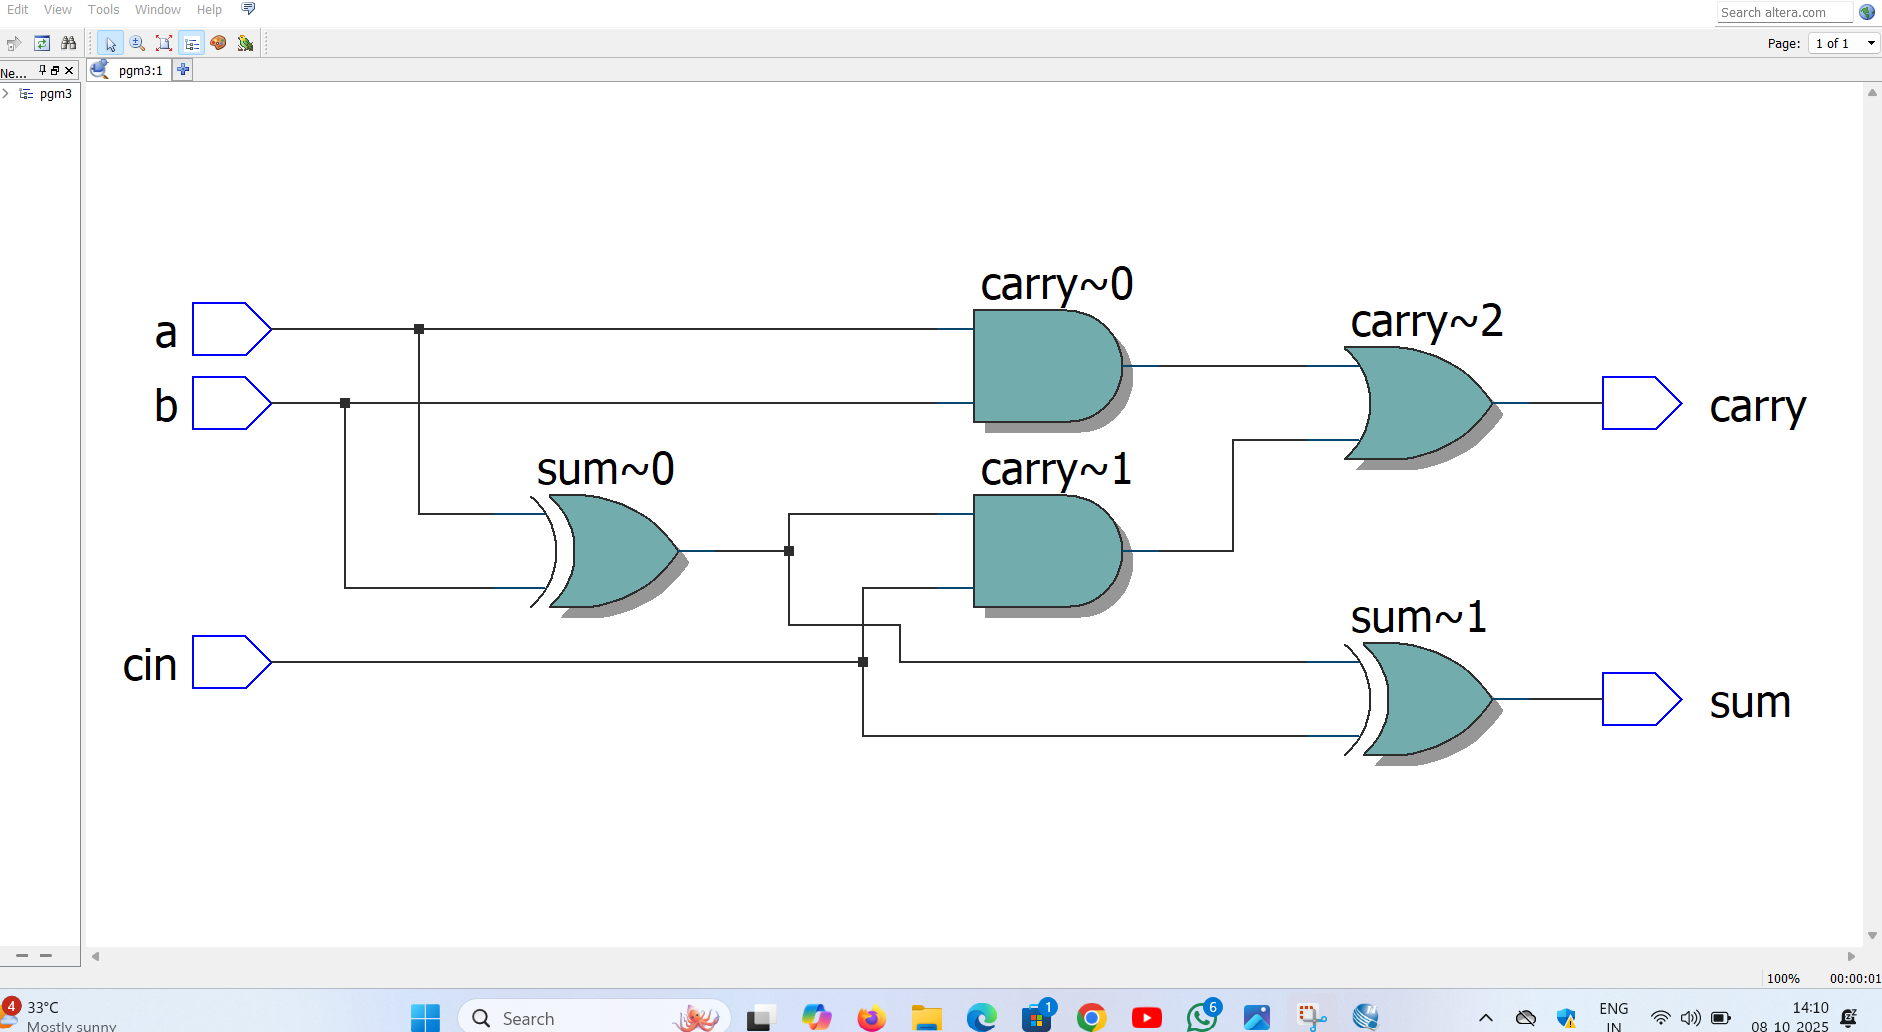 Edit View Tools Window Help
Search altera.com
Page: 1 of 1
Ne...
pgm3:1
pgm3
carry~0
carry~2
a
b
carry
sum~0
carry~1
sum~1
cin
sum
100% 00:00:01
4
33°C
Mostly sunny
Search
1
6
ENG
IN
14:10
08-10-2025